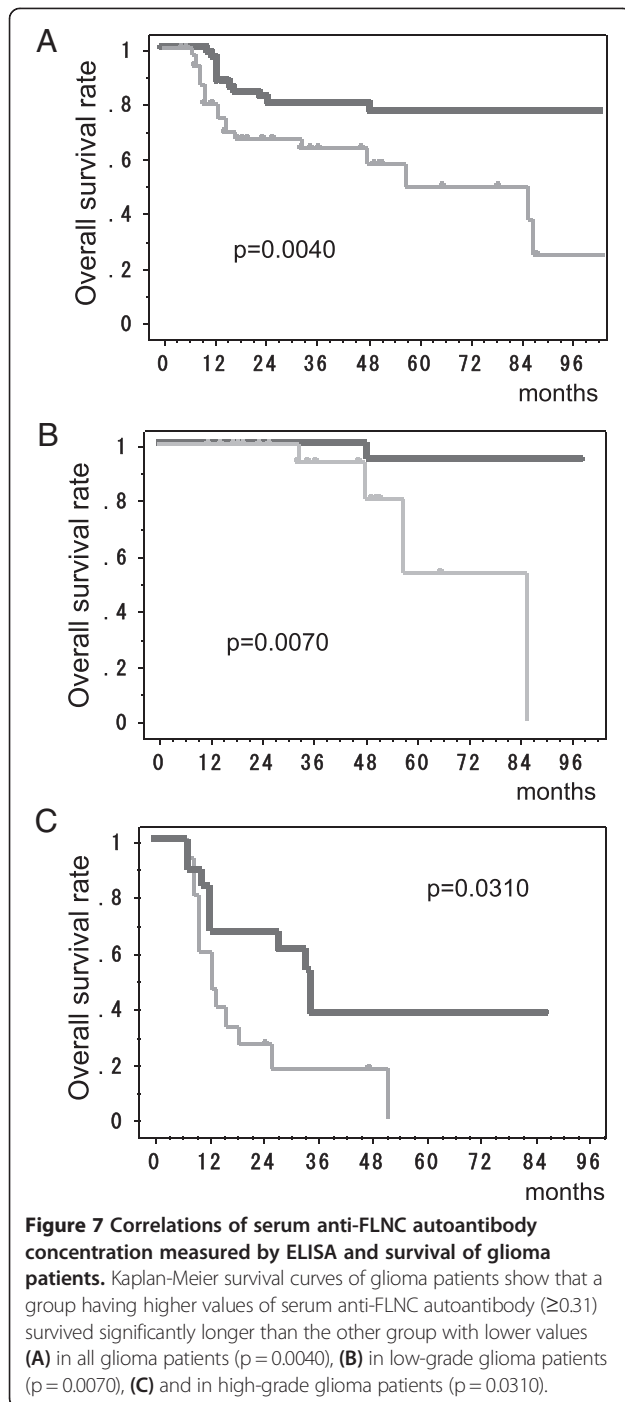 A
Overall survival rate
1
.8
.6
.4
.2
0
p=0.0040
0 12 24 36 48 60 72 84 96
months
B
Overall survival rate
1
.8
.6
.4
.2
0
p=0.0070
0 12 24 36 48 60 72 84 96
months
C
Overall survival rate
1
.8
.6
.4
.2
0
p=0.0310
0 12 24 36 48 60 72 84 96
months
Figure 7 Correlations of serum anti-FLNC autoantibody
concentration measured by ELISA and survival of glioma
patients. Kaplan-Meier survival curves of glioma patients show that a
group having higher values of serum anti-FLNC autoantibody (≥0.31)
survived significantly longer than the other group with lower values
(A) in all glioma patients (p = 0.0040), (B) in low-grade glioma patients
(p = 0.0070), (C) and in high-grade glioma patients (p = 0.0310).